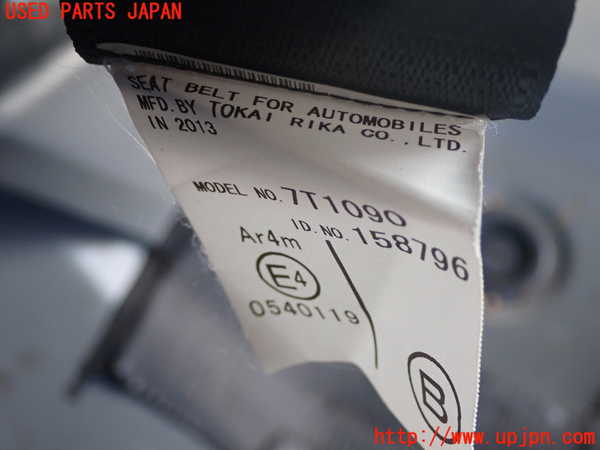 USED PARTS JAPAN
SEAT BELT FOR AUTOMOBILES
MFD.BY TOKAI RIKA CO.,LTD.
IN 2013
MODEL NO. 7T1090
ID.NO. 158796
Ar4m
E4
0540119
B
http://www.upjpn.com/